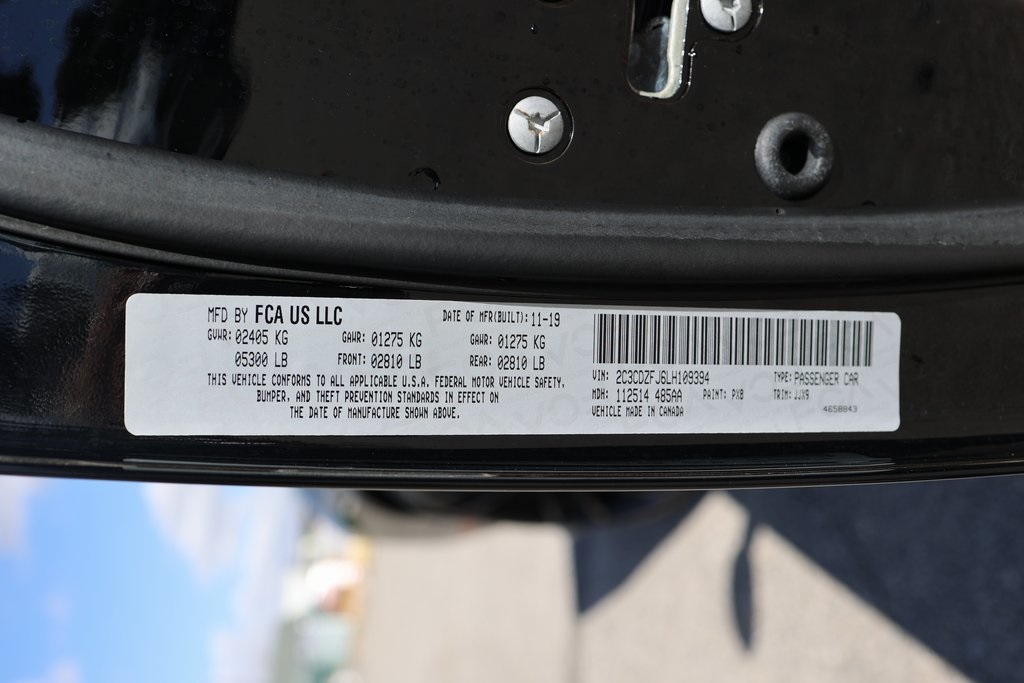 MFD BY FCA US LLC DATE OF MFR(BUILT): 11-19
GVWR: 02405 KG GAWR: 01275 KG GAWR: 01275 KG
05300 LB FRONT: 02810 LB REAR: 02810 LB
THIS VEHICLE CONFORMS TO ALL APPLICABLE U.S.A. FEDERAL MOTOR VEHICLE SAFETY,
BUMPER, AND THEFT PREVENTION STANDARDS IN EFFECT ON
THE DATE OF MANUFACTURE SHOWN ABOVE.
VIN: 2C3CDZFJ6LH109394 TYPE: PASSENGER CAR
MDH: 112514 485AA PAINT: PX8 TRIM: JJX9
VEHICLE MADE IN CANADA 4658843